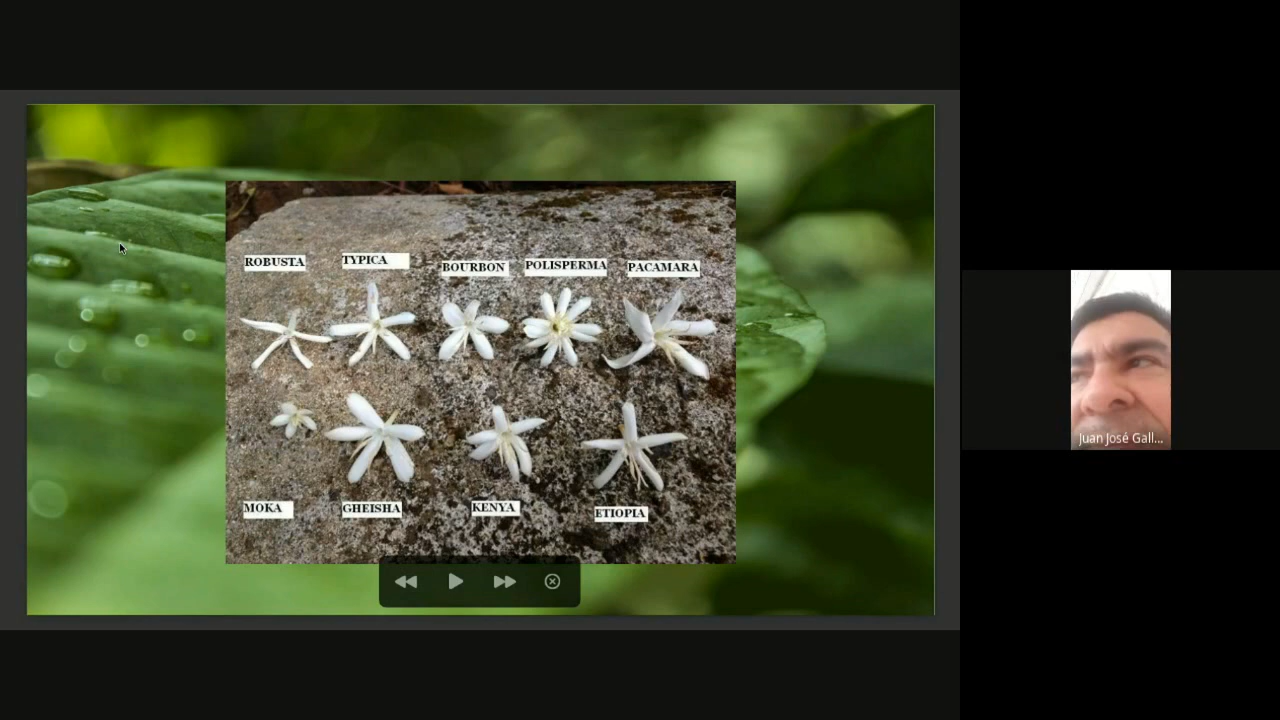 ROBUSTA
TYPICA
BOURBON
POLISPERMA
PACAMARA
MOKA
GHEISHA
KENYA
ETIOPIA
Juan José Gall...